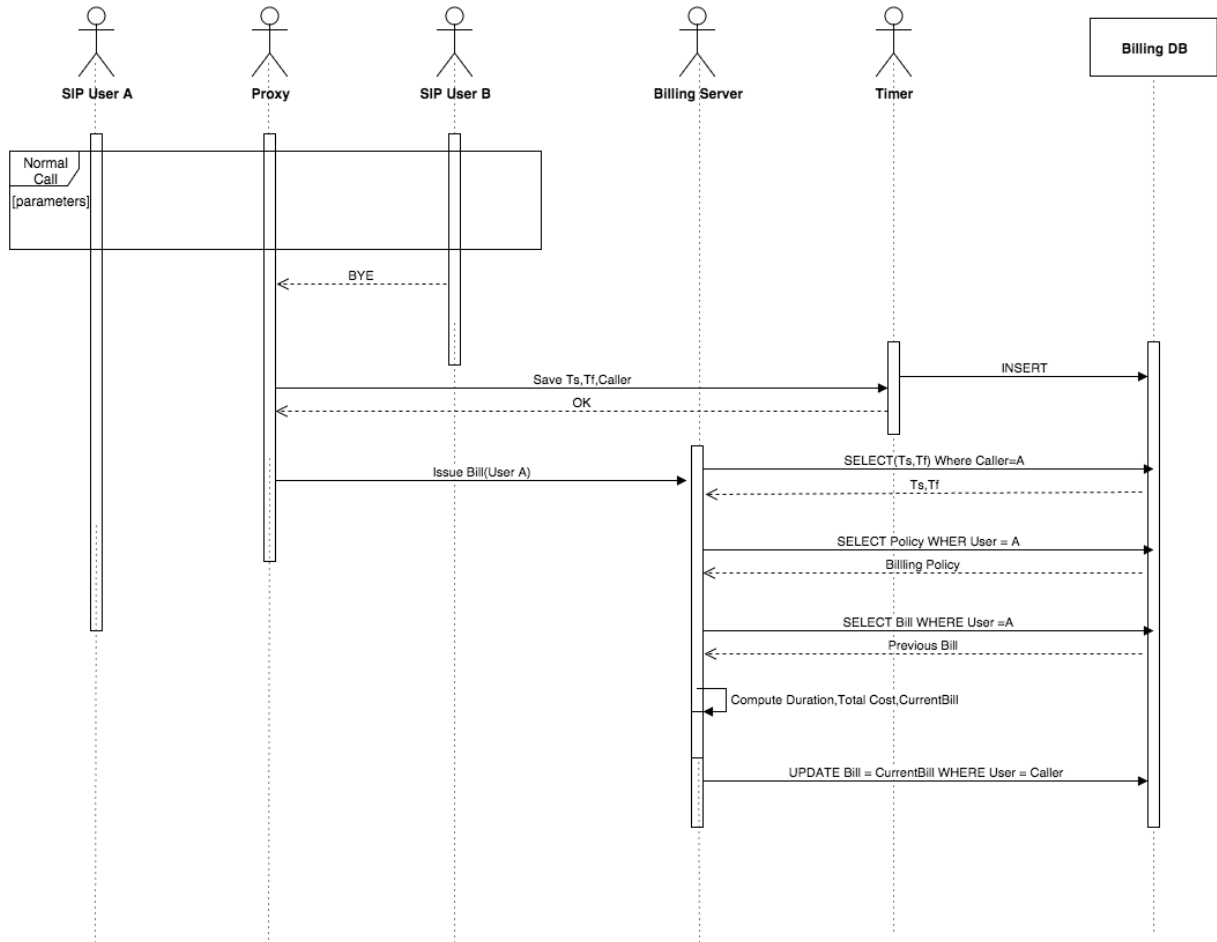 Billing DB
SIP User A
Proxy
SIP User B
Billing Server
Timer
Normal
Call
[parameters]
BYE
INSERT
Save Ts,Tf,Caller
OK
SELECT(Ts,Tf) Where Caller=A
Issue Bill(User A)
Ts,Tf
SELECT Policy WHER User = A
Billling Policy
SELECT Bill WHERE User =A
Previous Bill
Compute Duration,Total Cost,CurrentBill
UPDATE Bill = CurrentBill WHERE User = Caller